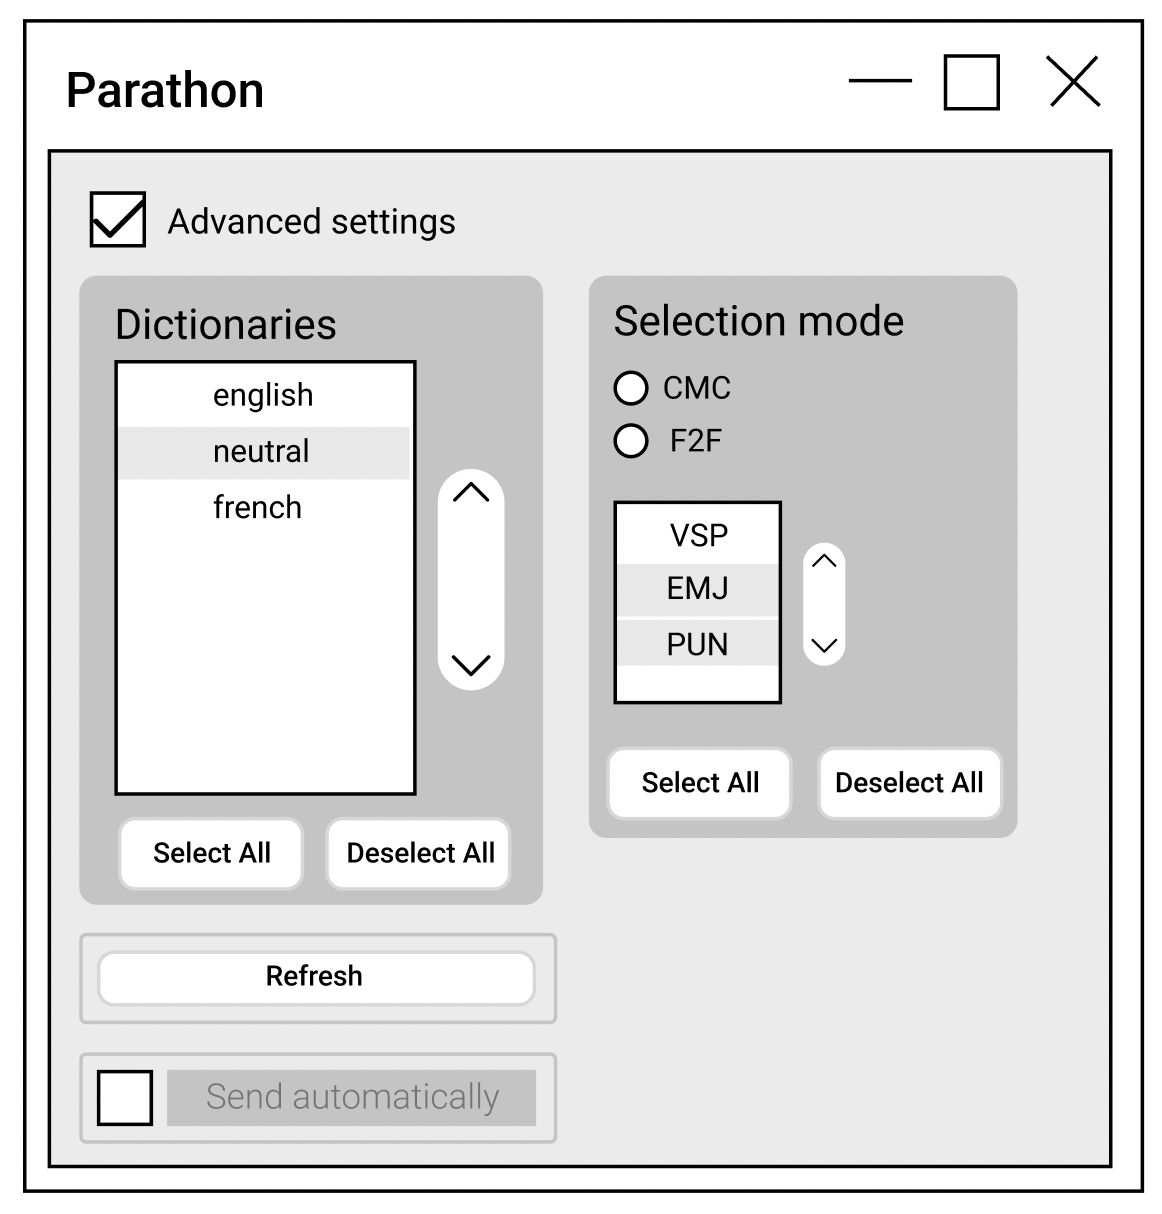 Parathon
Advanced settings
Dictionaries
english
neutral
french
Select All
Deselect All
Selection mode
CMC
F2F
VSP
EMJ
PUN
Select All
Deselect All
Refresh
Send automatically